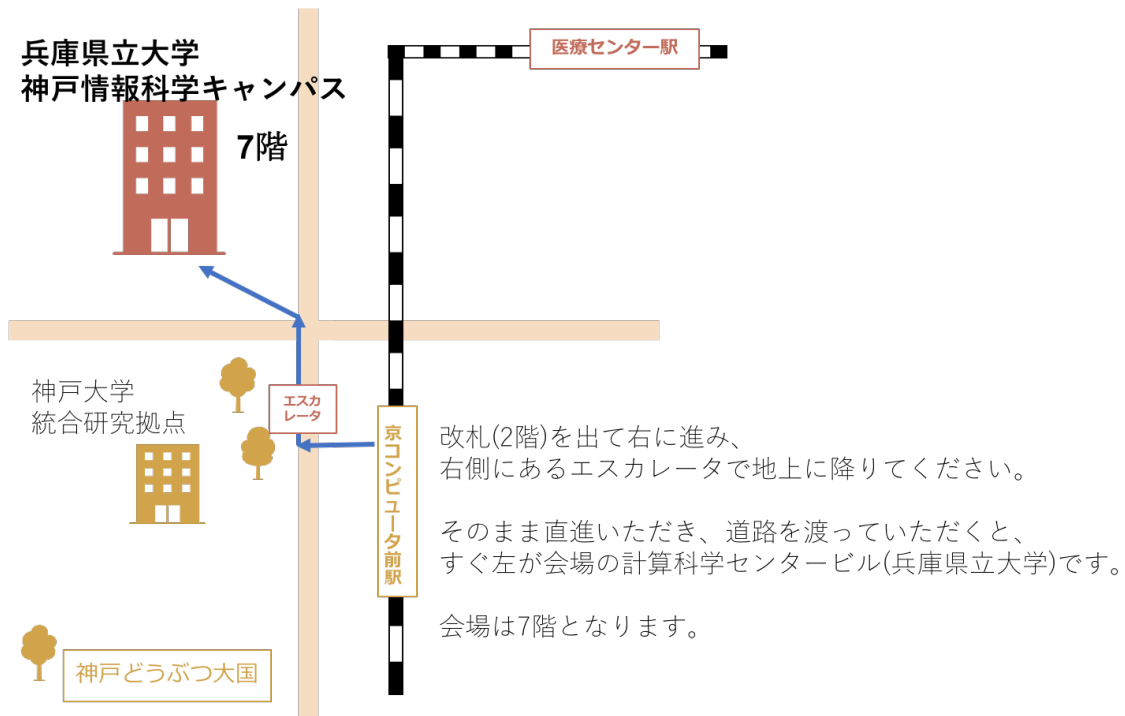 兵庫県立大学
神戸情報科学キャンパス
7階
医療センター駅
神戸大学
統合研究拠点
エスカ
レータ
京コンピュータ前駅
改札(2階)を出て右に進み、
右側にあるエスカレータで地上に降りてください。
そのまま直進いただき、道路を渡っていただくと、
すぐ左が会場の計算科学センタービル(兵庫県立大学)です。
会場は7階となります。
神戸どうぶつ大国